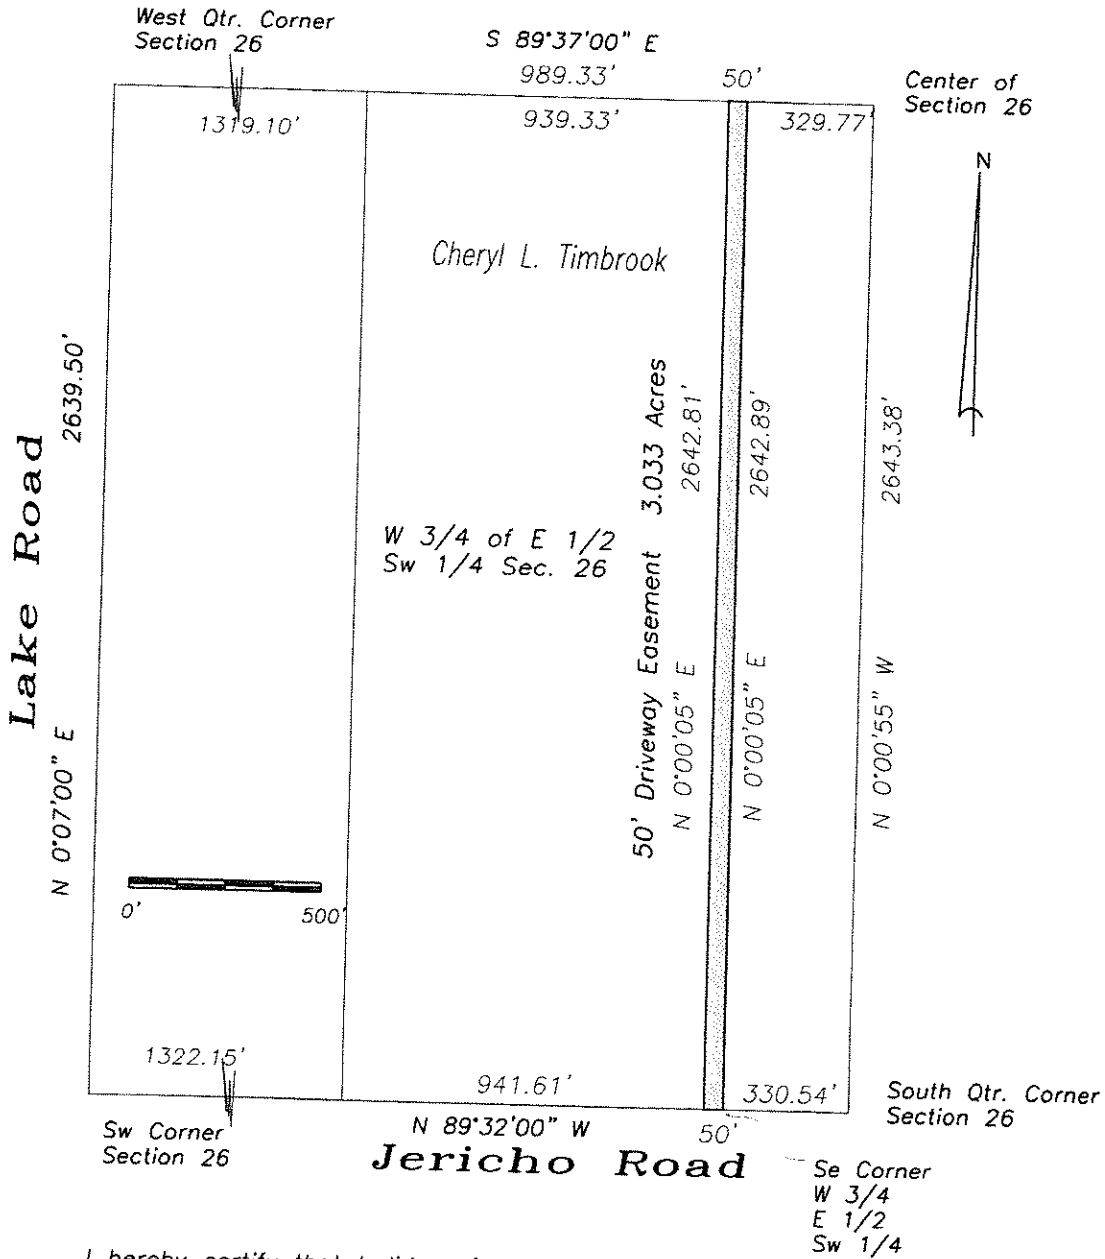 West Qtr. Corner
Section 26
S 89°37'00" E
989.33'
50'
Center of
Section 26
1319.10'
939.33'
329.77'
N
Cheryl L. Timbrook
Lake Road
2639.50'
N 0°07'00" E
W 3/4 of E 1/2
Sw 1/4 Sec. 26
50' Driveway Easement 3.033 Acres
2642.81'
N 0°00'05" E
2642.89'
N 0°00'05" E
2643.38'
N 0°00'55" W
0'
500'
1322.15'
941.61'
330.54'
South Qtr. Corner
Section 26
Sw Corner
Section 26
N 89°32'00" W
50'
Jericho Road
Se Corner
W 3/4
E 1/2
Sw 1/4
I hereby certify that I did